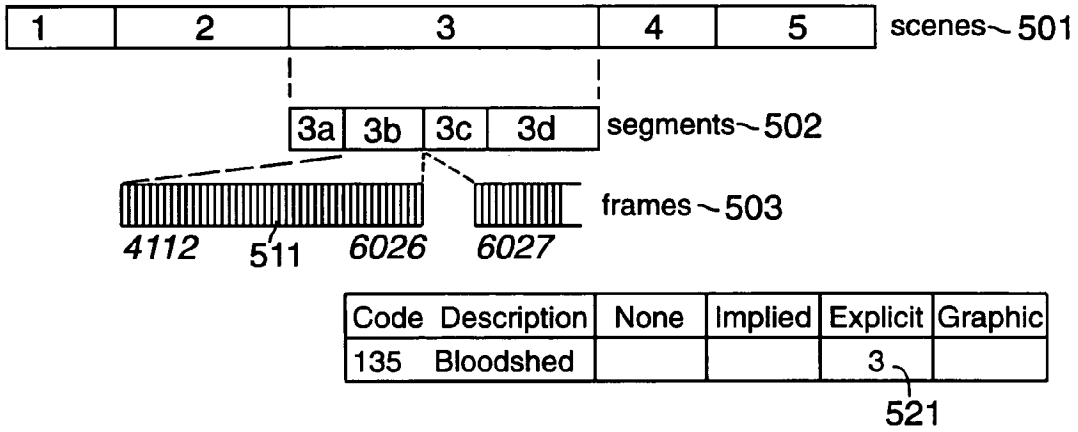 1 2 3 4 5 scenes 501
3a 3b 3c 3d segments 502
frames 503
4112 511 6026 6027
Code Description None Implied Explicit Graphic
135 Bloodshed 3
521